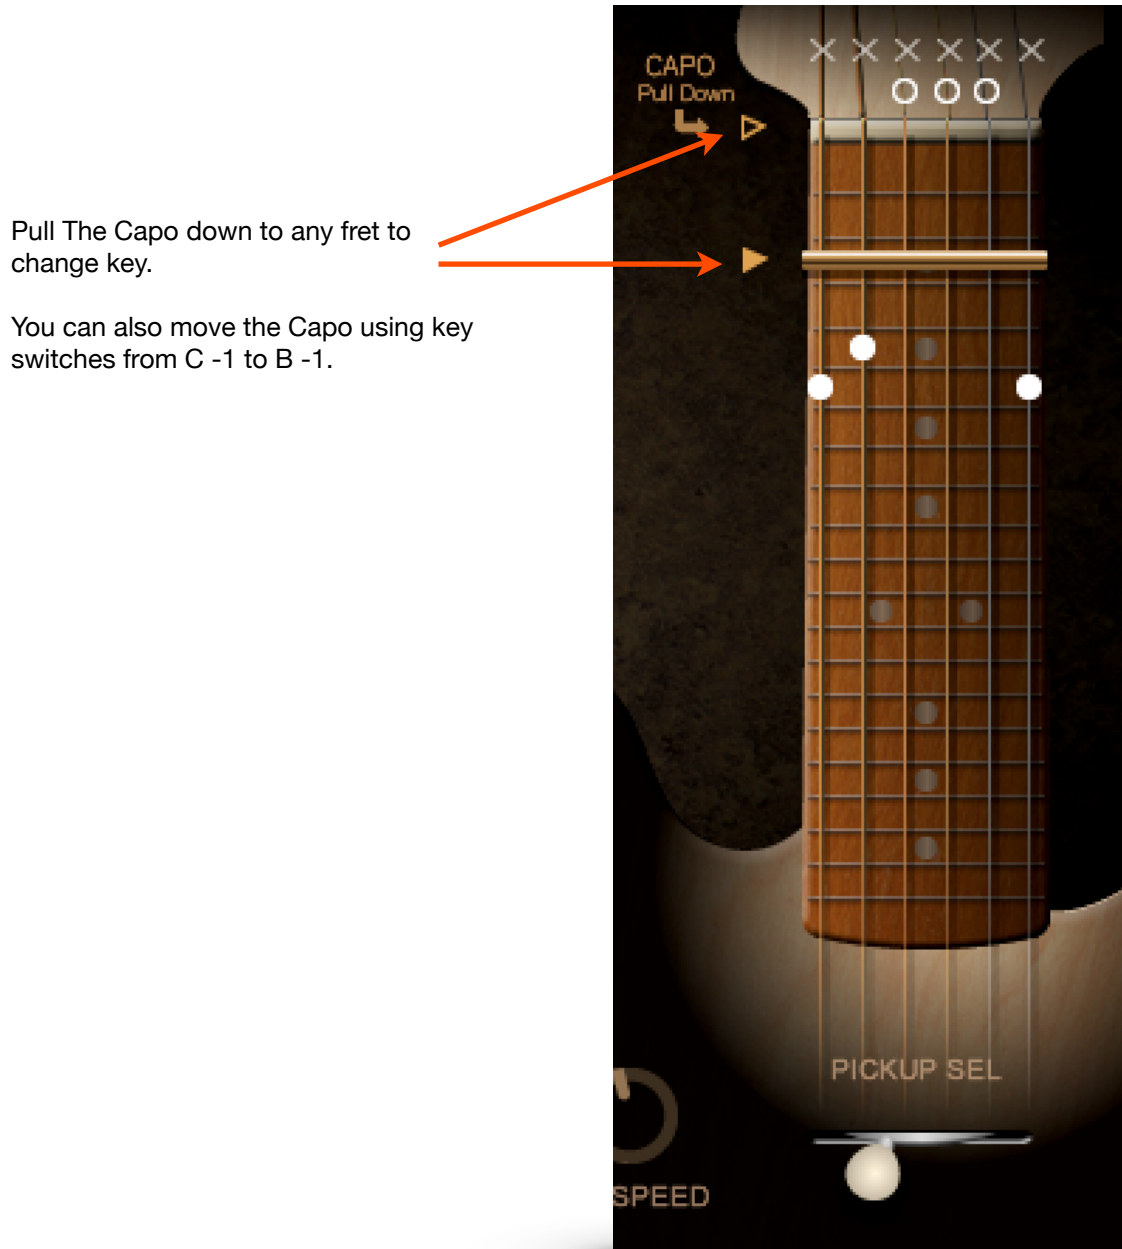 CAPO
Pull Down
Pull The Capo down to any fret to
change key.
You can also move the Capo using key
switches from C -1 to B -1.
PICKUP SEL
SPEED